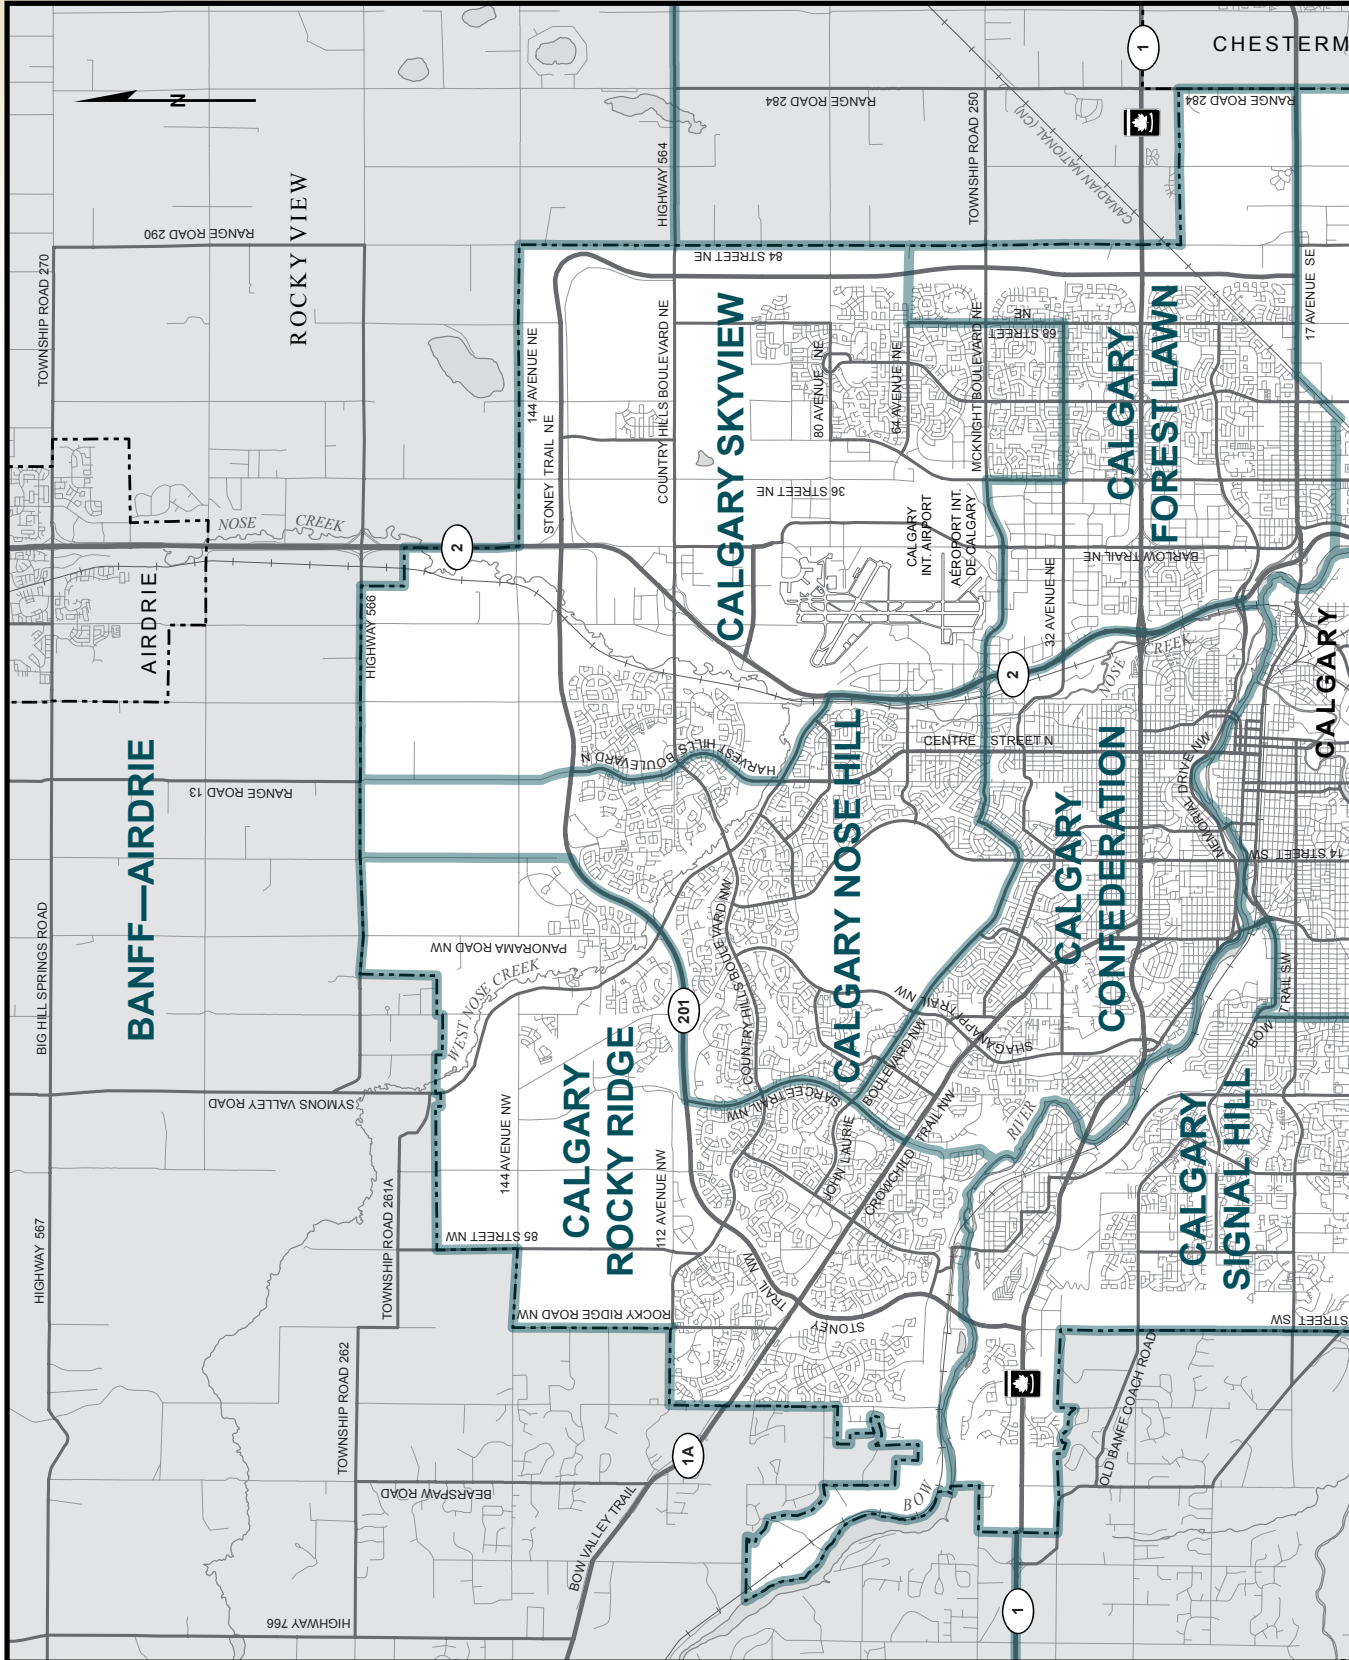 CHESTERM
1
RANGE ROAD 284
RANGE ROAD 284
TOWNSHIP ROAD 250
CANADIAN NATIONAL (CN)
HIGHWAY 564
N
ROCKY VIEW
RANGE ROAD 290
TOWNSHIP ROAD 270
84 STREET NE
17 AVENUE SE
144 AVENUE NE
STONEY TRAIL NE
COUNTRY HILLS BOULEVARD NE
CALGARY SKYVIEW
80 AVENUE NE
64 AVENUE NE
MCKNIGHT BOULEVARD NE
68 STREET
NE
CALGARY
FOREST LAWN
36 STREET NE
CALGARY
INT. AIRPORT
AÉROPORT INT.
DE CALGARY
BARLOW TRAIL NE
32 AVENUE NE
NOSE CREEK
2
AIRDRIE
HIGHWAY 566
2
NOSE CREEK
CALGARY
BANFF—AIRDRIE
RANGE ROAD 13
HARVEST HILLS
BOULEVARD N
CENTRE STREET N
CALGARY NOSE HILL
CALGARY
CONFEDERATION
MEMORIAL DRIVE NW
14 STREET SW
BIG HILL SPRINGS ROAD
PANORAMA ROAD NW
WEST NOSE CREEK
COUNTRY HILLS BOULEVARD NW
COUNTRY HILLS BOULEVARD NW
201
SHAGANAPPI TRAIL NW
SHAGANAPPI
BOW
TRAIL SW
SYMONS VALLEY ROAD
144 AVENUE NW
CALGARY
ROCKY RIDGE
SARCEE TRAIL NW
JOHN LAURIE
BOULEVARD NW
CROWCHILD TRAIL NW
RIVER
CALGARY
SIGNAL HILL
HIGHWAY 567
TOWNSHIP ROAD 261A
85 STREET NW
112 AVENUE NW
ROCKY RIDGE ROAD NW
STONEY
TRAIL NW
STREET SW
TOWNSHIP ROAD 262
BEARSPAW ROAD
1A
BOW VALLEY TRAIL
OLD BANFF COACH ROAD
BOW
HIGHWAY 766
1